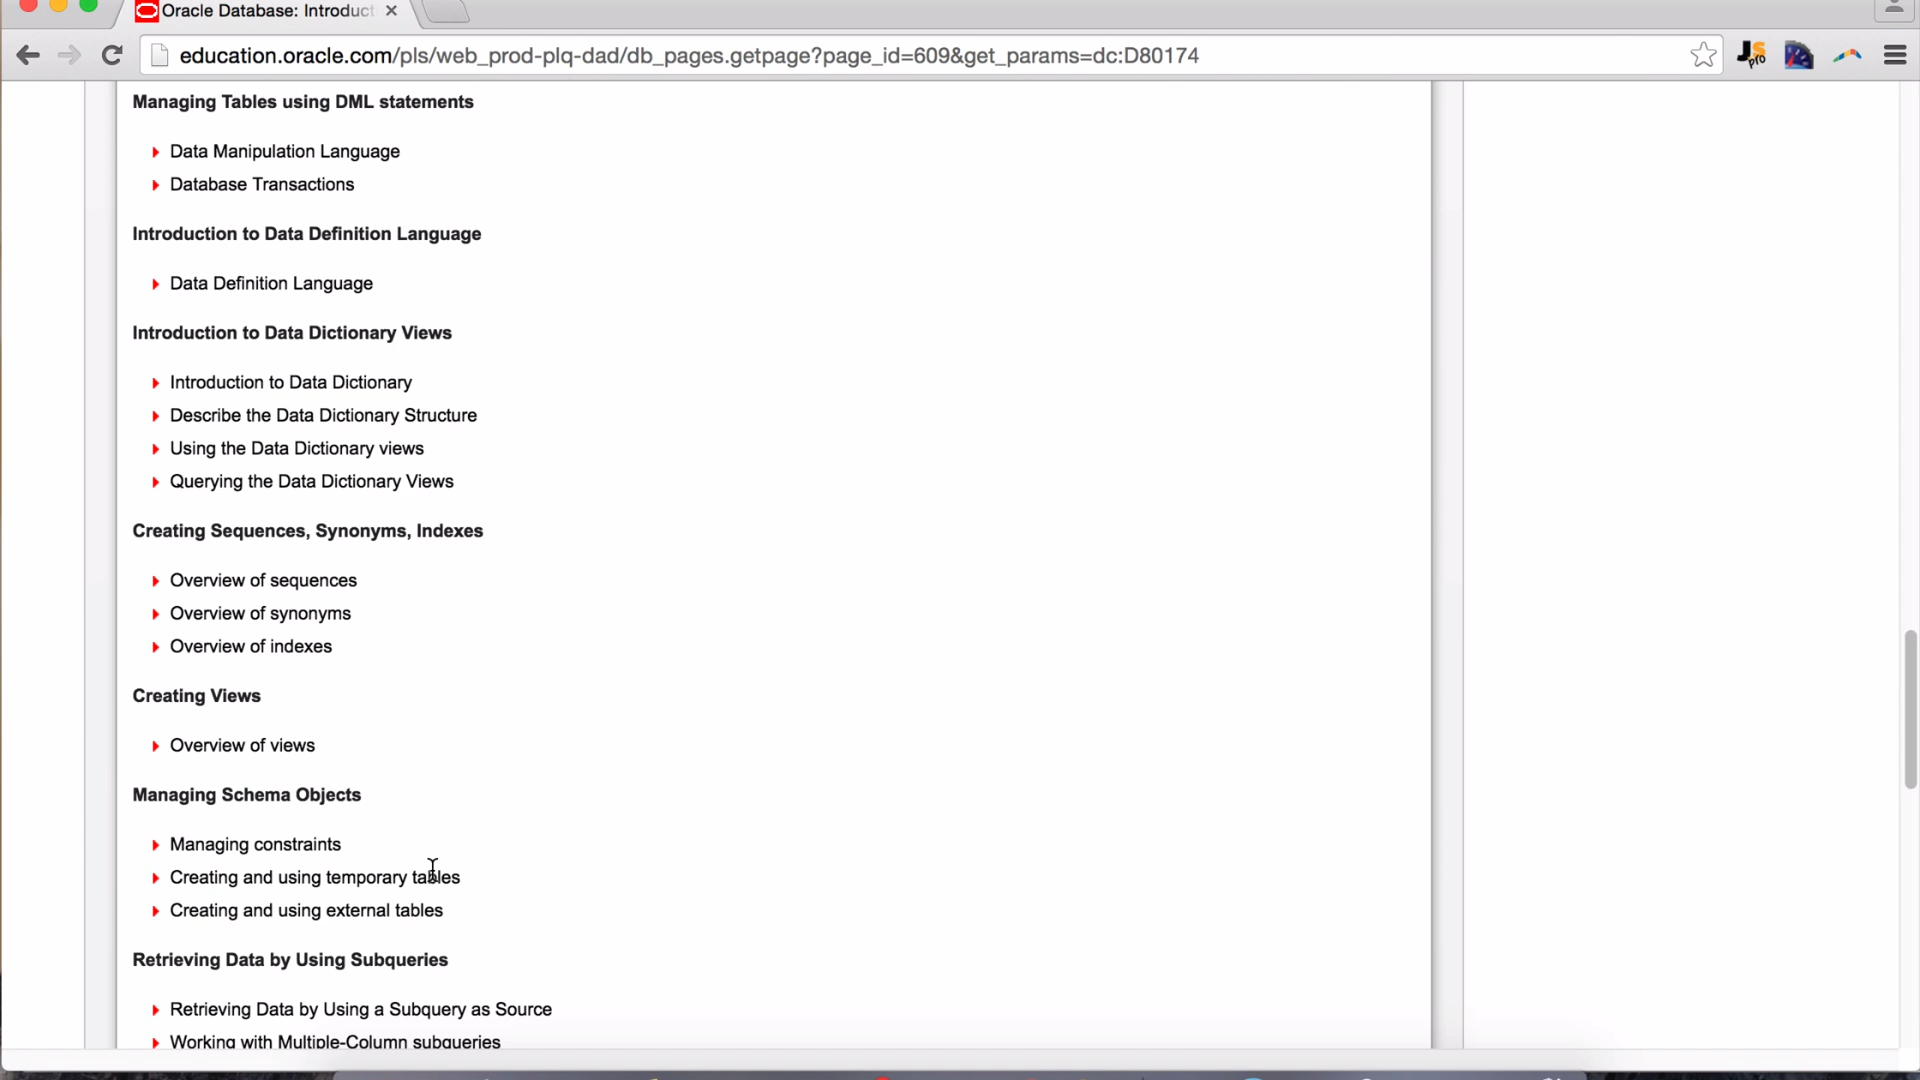 Oracle Database: Introduct
education.oracle.com/pls/web_prod-plq-dad/db_pages.getpage?page_id=609&get_params=dc:D80174
JS
pro
Managing Tables using DML statements
Data Manipulation Language
Database Transactions
Introduction to Data Definition Language
Data Definition Language
Introduction to Data Dictionary Views
Introduction to Data Dictionary
Describe the Data Dictionary Structure
Using the Data Dictionary views
Querying the Data Dictionary Views
Creating Sequences, Synonyms, Indexes
Overview of sequences
Overview of synonyms
Overview of indexes
Creating Views
Overview of views
Managing Schema Objects
Managing constraints
Creating and using temporary tables
Creating and using external tables
Retrieving Data by Using Subqueries
Retrieving Data by Using a Subquery as Source
Working with Multiple-Column subqueries